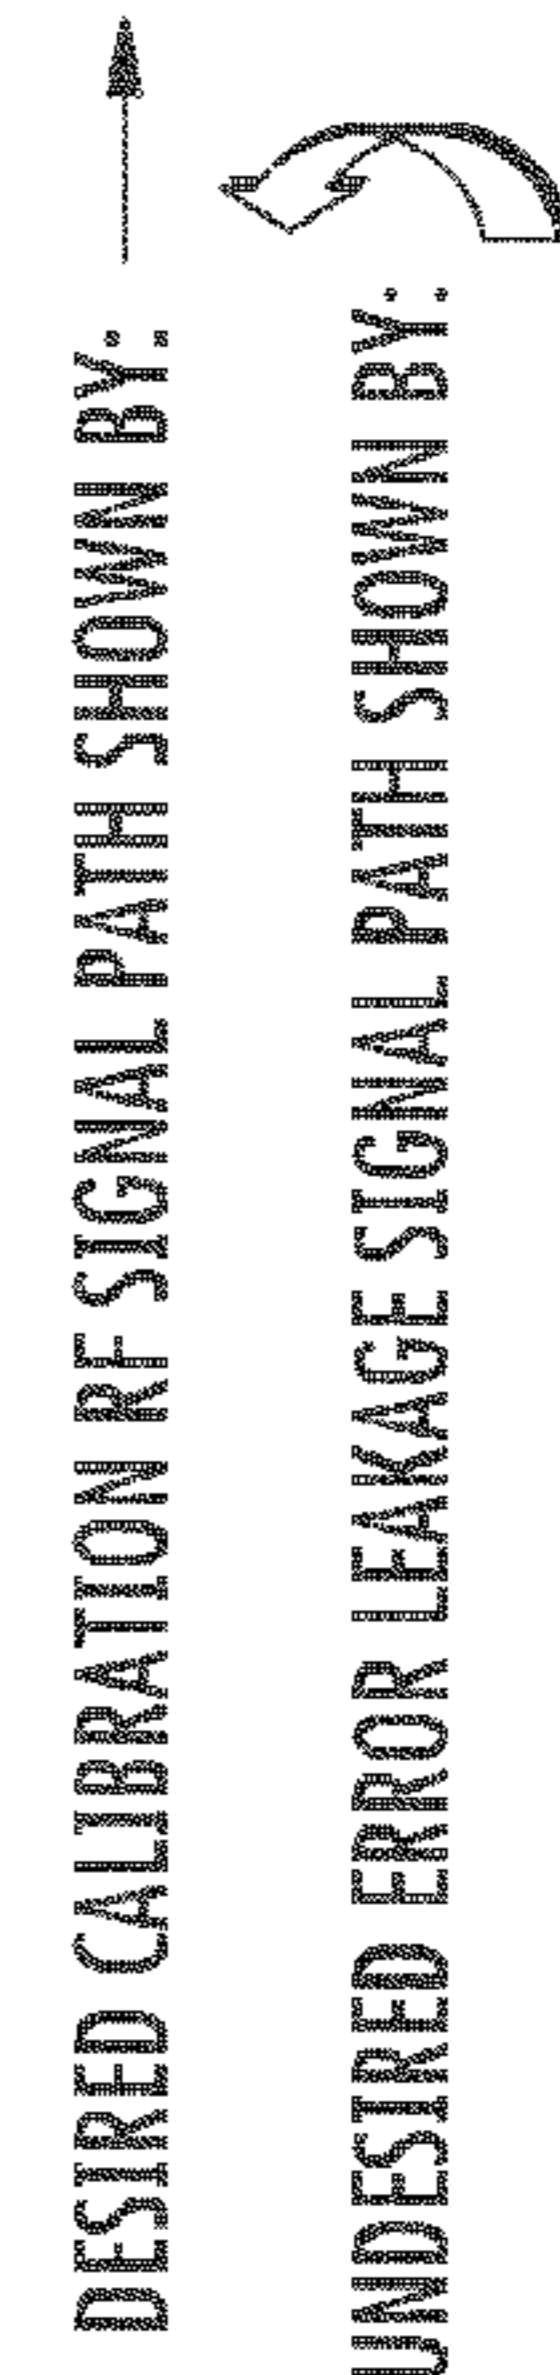 DESIRED CALIBRATION RF SIGNAL PATH SHOWN BY:
UNDESIRED ERROR LEAKAGE SIGNAL PATH SHOWN BY: